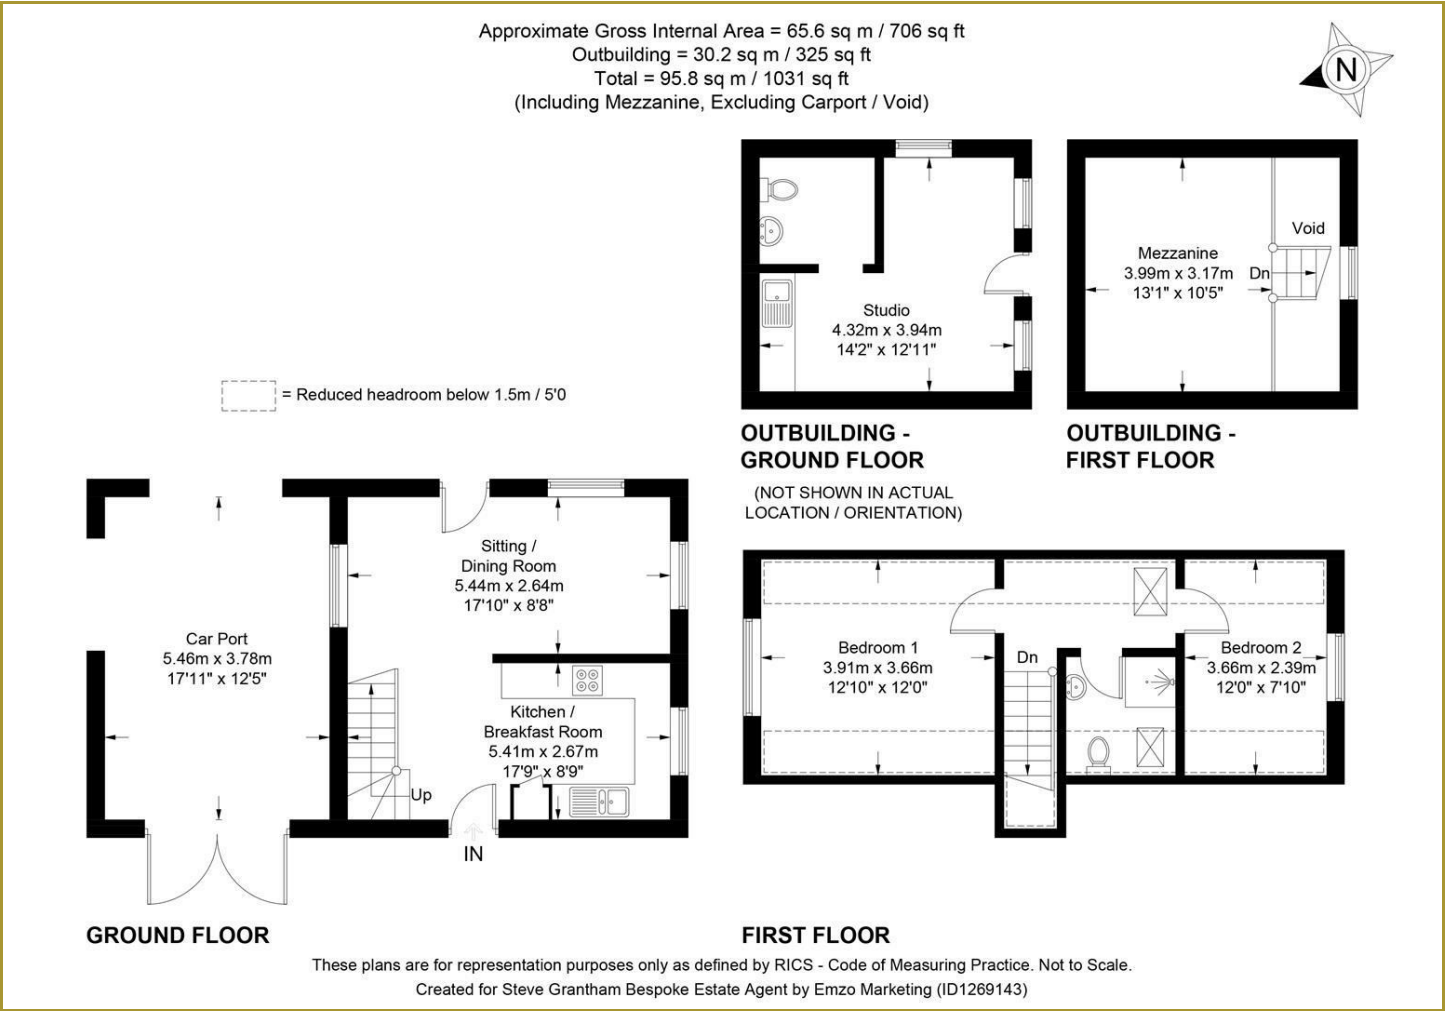 Approximate Gross Internal Area = 65.6 sq m / 706 sq ft
Outbuilding = 30.2 sq m / 325 sq ft
Total = 95.8 sq m / 1031 sq ft
(Including Mezzanine, Excluding Carport / Void)
N
Studio
4.32m x 3.94m
14'2" x 12'11"
Mezzanine
3.99m x 3.17m
13'1" x 10'5"
Void
Dn
= Reduced headroom below 1.5m / 5'0
OUTBUILDING -
GROUND FLOOR
(NOT SHOWN IN ACTUAL
LOCATION / ORIENTATION)
OUTBUILDING -
FIRST FLOOR
Car Port
5.46m x 3.78m
17'11" x 12'5"
Sitting /
Dining Room
5.44m x 2.64m
17'10" x 8'8"
Kitchen /
Breakfast Room
5.41m x 2.67m
17'9" x 8'9"
Up
IN
Bedroom 1
3.91m x 3.66m
12'10" x 12'0"
Dn
Bedroom 2
3.66m x 2.39m
12'0" x 7'10"
GROUND FLOOR
FIRST FLOOR
These plans are for representation purposes only as defined by RICS - Code of Measuring Practice. Not to Scale.
Created for Steve Grantham Bespoke Estate Agent by Emzo Marketing (ID1269143)